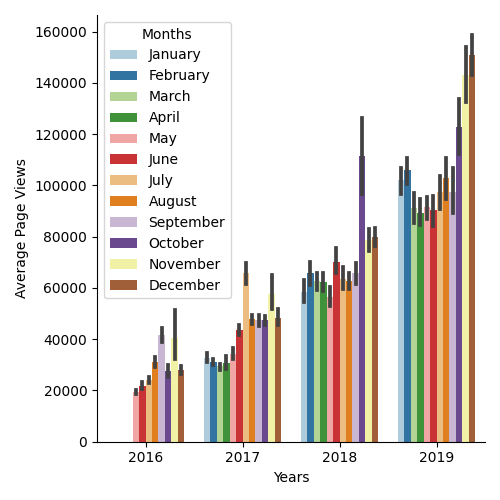 Months
January
February
March
April
May
June
July
August
September
October
November
December
Average Page Views
160000
140000
120000
100000
80000
60000
40000
20000
0
2016 2017 2018 2019
Years